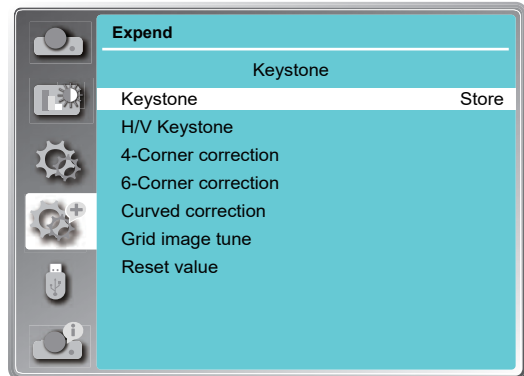 Expend
Keystone
Keystone Store
H/V Keystone
4-Corner correction
6-Corner correction
Curved correction
Grid image tune
Reset value